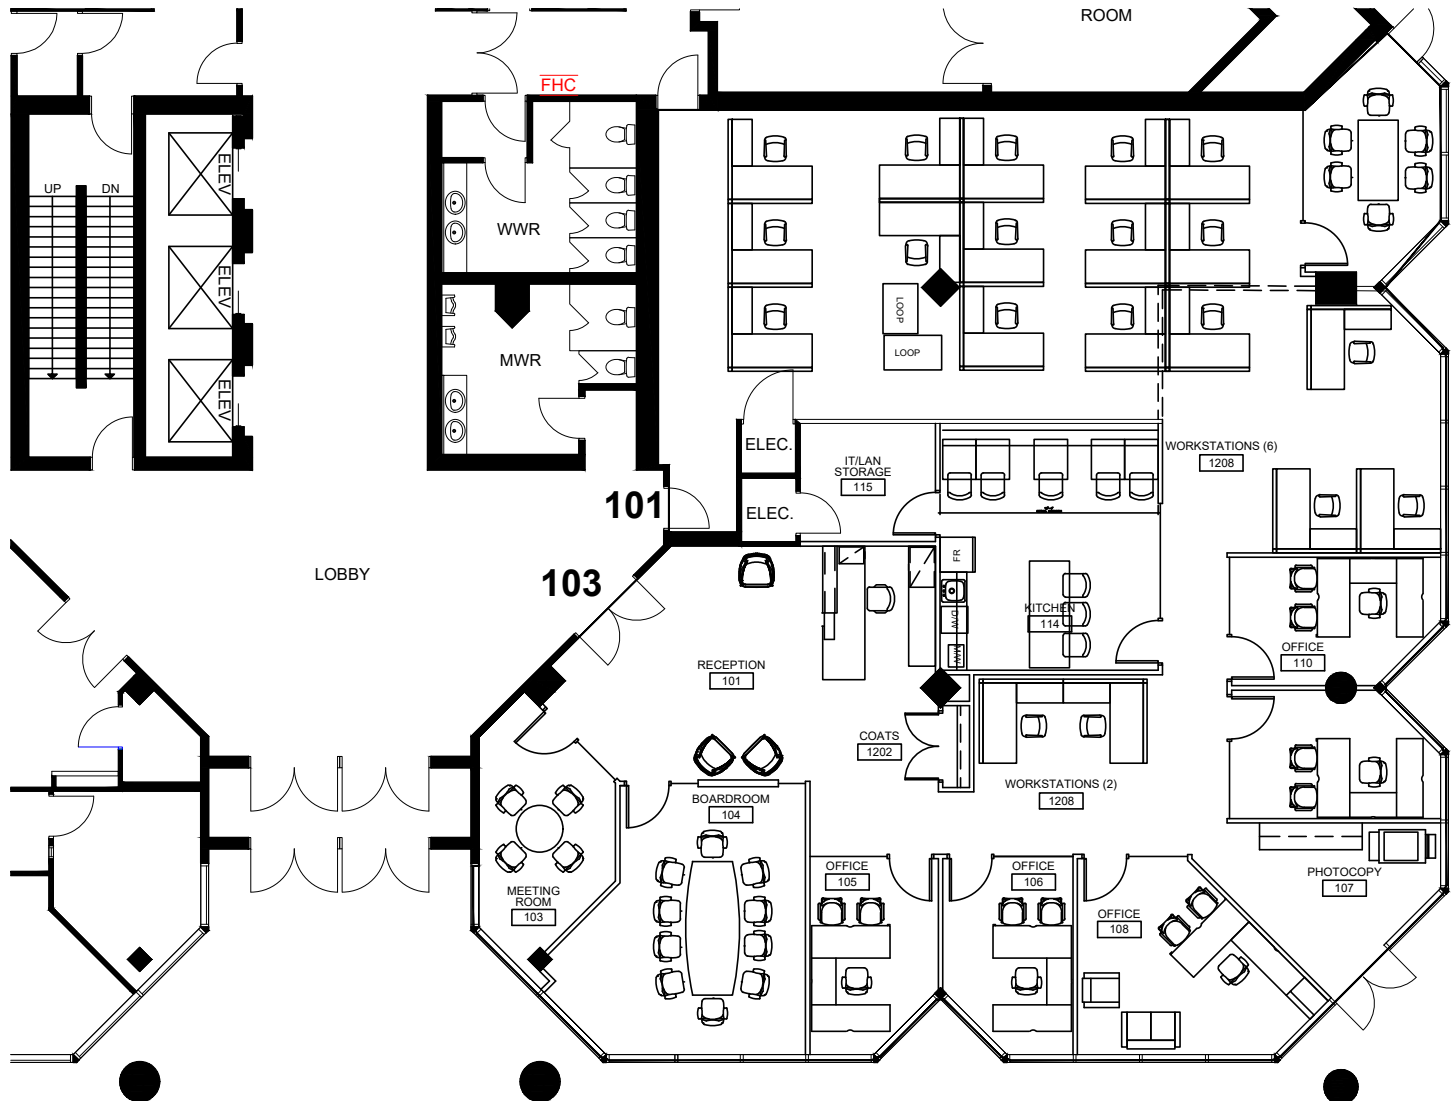 ROOM
FHC
ELEV
UP
DN
WWR
ELEV
LOOP
LOOP
MWR
ELEV
ELEC.
IT/LAN
STORAGE
115
WORKSTATIONS (6)
1208
101
ELEC.
LOBBY
103
FR
D/W
M/W
KITCHEN
114
RECEPTION
101
OFFICE
110
COATS
1202
WORKSTATIONS (2)
1208
BOARDROOM
104
MEETING
ROOM
103
OFFICE
105
OFFICE
106
OFFICE
108
PHOTOCOPY
107